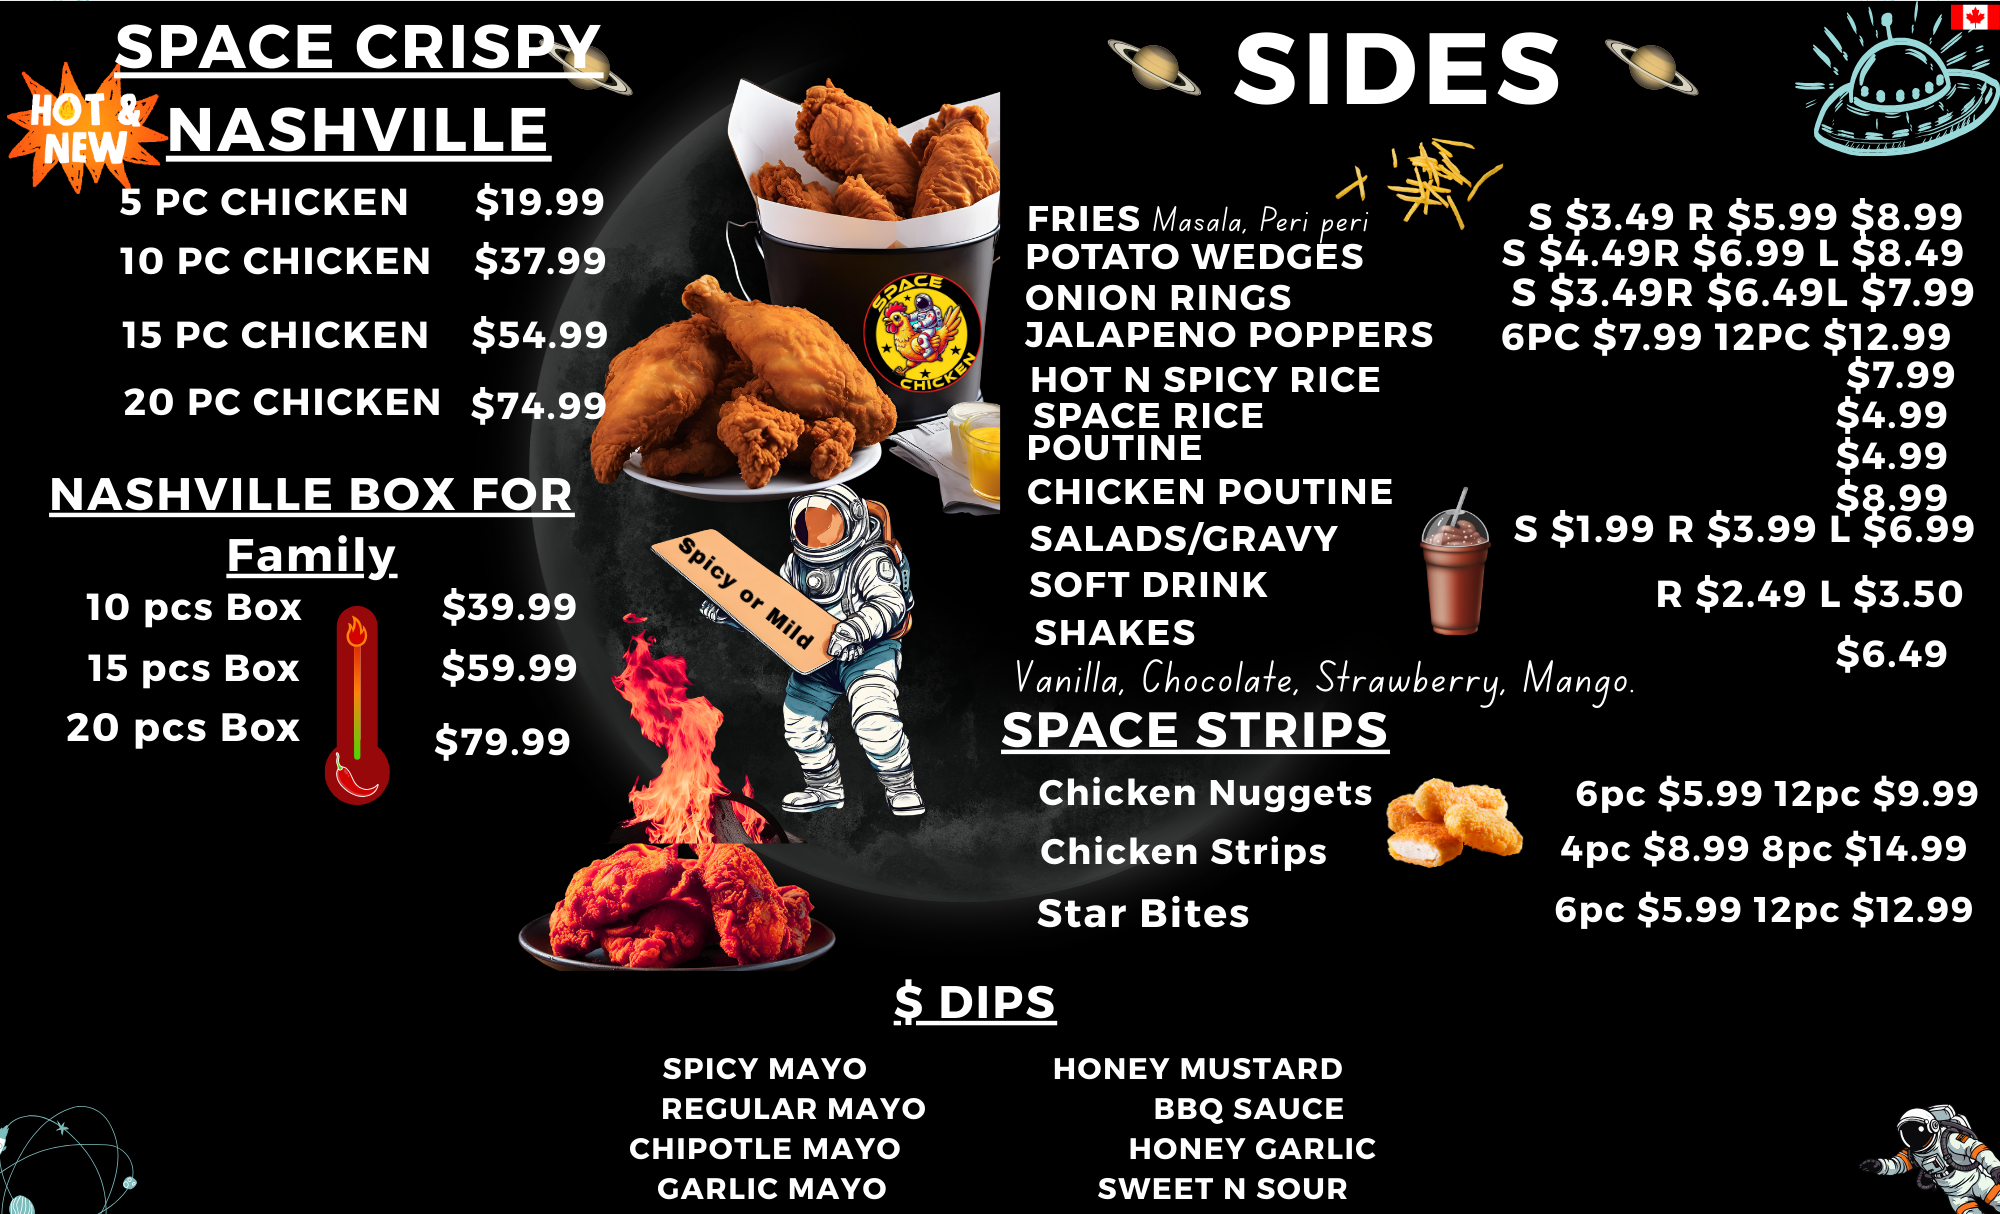 SPACE CRISPY
HOT &
NEW
NASHVILLE
5 PC CHICKEN $19.99
10 PC CHICKEN $37.99
15 PC CHICKEN $54.99
20 PC CHICKEN $74.99
NASHVILLE BOX FOR
Family
10 pcs Box $39.99
15 pcs Box $59.99
20 pcs Box $79.99
SPACE
CHICKEN
Spicy or Mild
SIDES
FRIES Masala, Peri peri S $3.49 R $5.99 $8.99
POTATO WEDGES S $4.49R $6.99 L $8.49
ONION RINGS S $3.49R $6.49L $7.99
JALAPENO POPPERS 6PC $7.99 12PC $12.99
HOT N SPICY RICE $7.99
SPACE RICE $4.99
POUTINE $4.99
CHICKEN POUTINE $8.99
SALADS/GRAVY S $1.99 R $3.99 L $6.99
SOFT DRINK R $2.49 L $3.50
SHAKES $6.49
Vanilla, Chocolate, Strawberry, Mango.
SPACE STRIPS
Chicken Nuggets 6pc $5.99 12pc $9.99
Chicken Strips 4pc $8.99 8pc $14.99
Star Bites 6pc $5.99 12pc $12.99
$ DIPS
SPICY MAYO HONEY MUSTARD
REGULAR MAYO BBQ SAUCE
CHIPOTLE MAYO HONEY GARLIC
GARLIC MAYO SWEET N SOUR